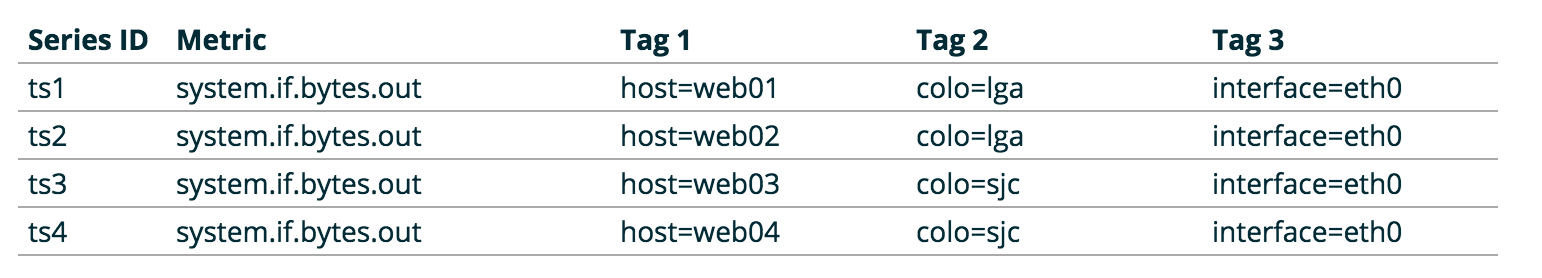 Series ID Metric Tag 1 Tag 2 Tag 3
ts1 system.if.bytes.out host=web01 colo=lga interface=eth0
ts2 system.if.bytes.out host=web02 colo=lga interface=eth0
ts3 system.if.bytes.out host=web03 colo=sjc interface=eth0
ts4 system.if.bytes.out host=web04 colo=sjc interface=eth0